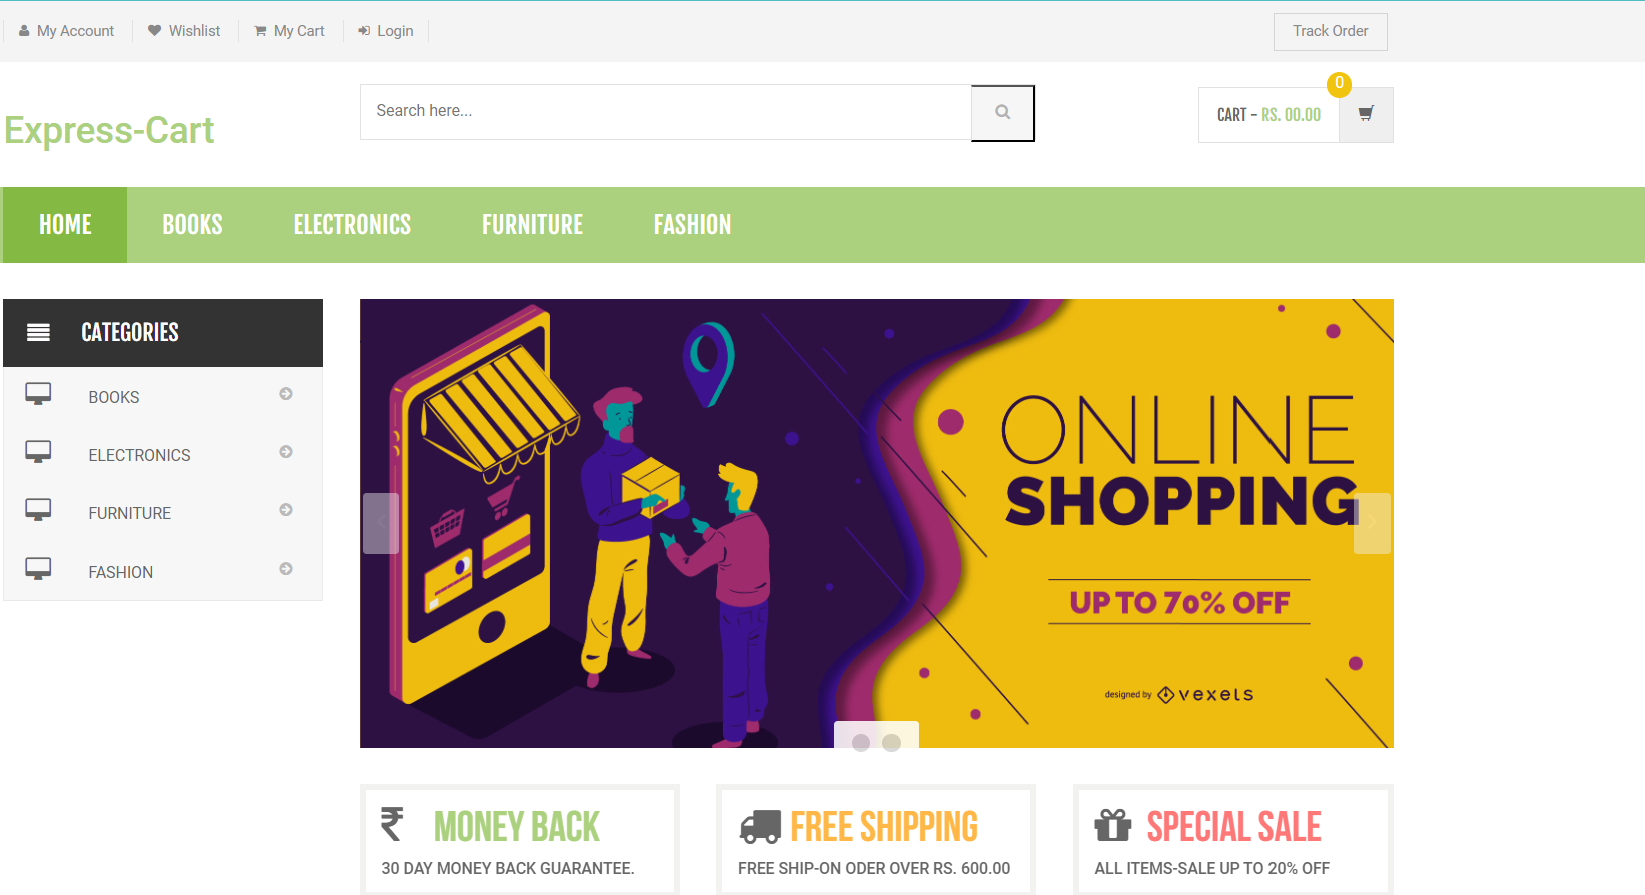 My Account
Wishlist
My Cart
Login
Track Order
Express-Cart
Search here...
CART - RS. 00.00
0
HOME
BOOKS
ELECTRONICS
FURNITURE
FASHION
CATEGORIES
BOOKS
ELECTRONICS
FURNITURE
FASHION
ONLINE
SHOPPING
UP TO 70% OFF
designed by vexels
MONEY BACK
30 DAY MONEY BACK GUARANTEE.
FREE SHIPPING
FREE SHIP-ON ODER OVER RS. 600.00
SPECIAL SALE
ALL ITEMS-SALE UP TO 20% OFF